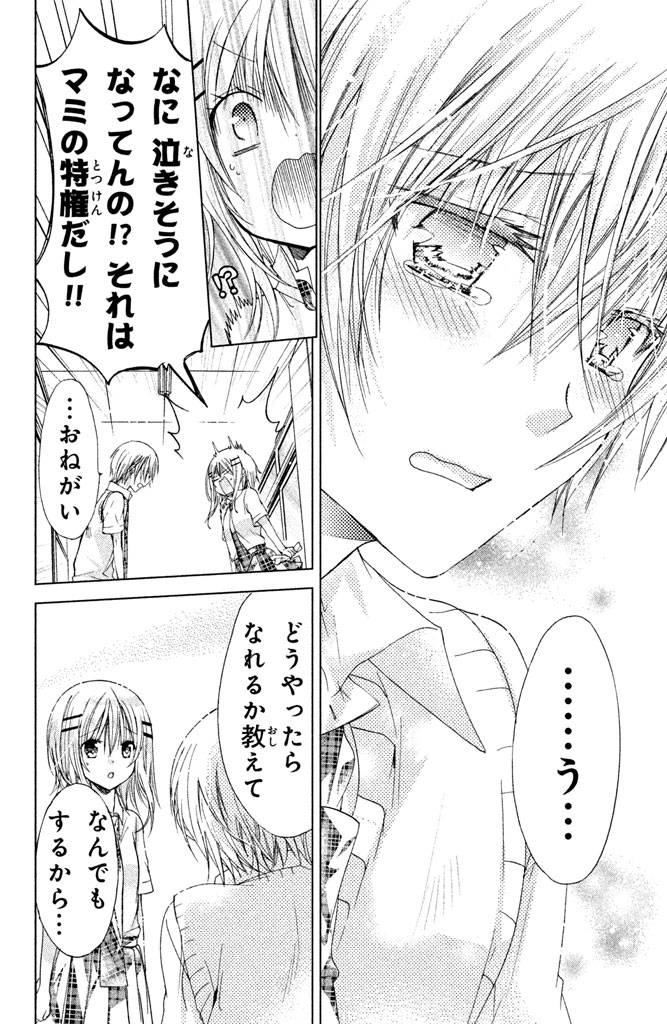 ……う…
なに 泣きそうに
なってんの!? それは
マミの特権だし!!
!?
…おねがい
どうやったら
なれるか教えて
なんでも
するから…